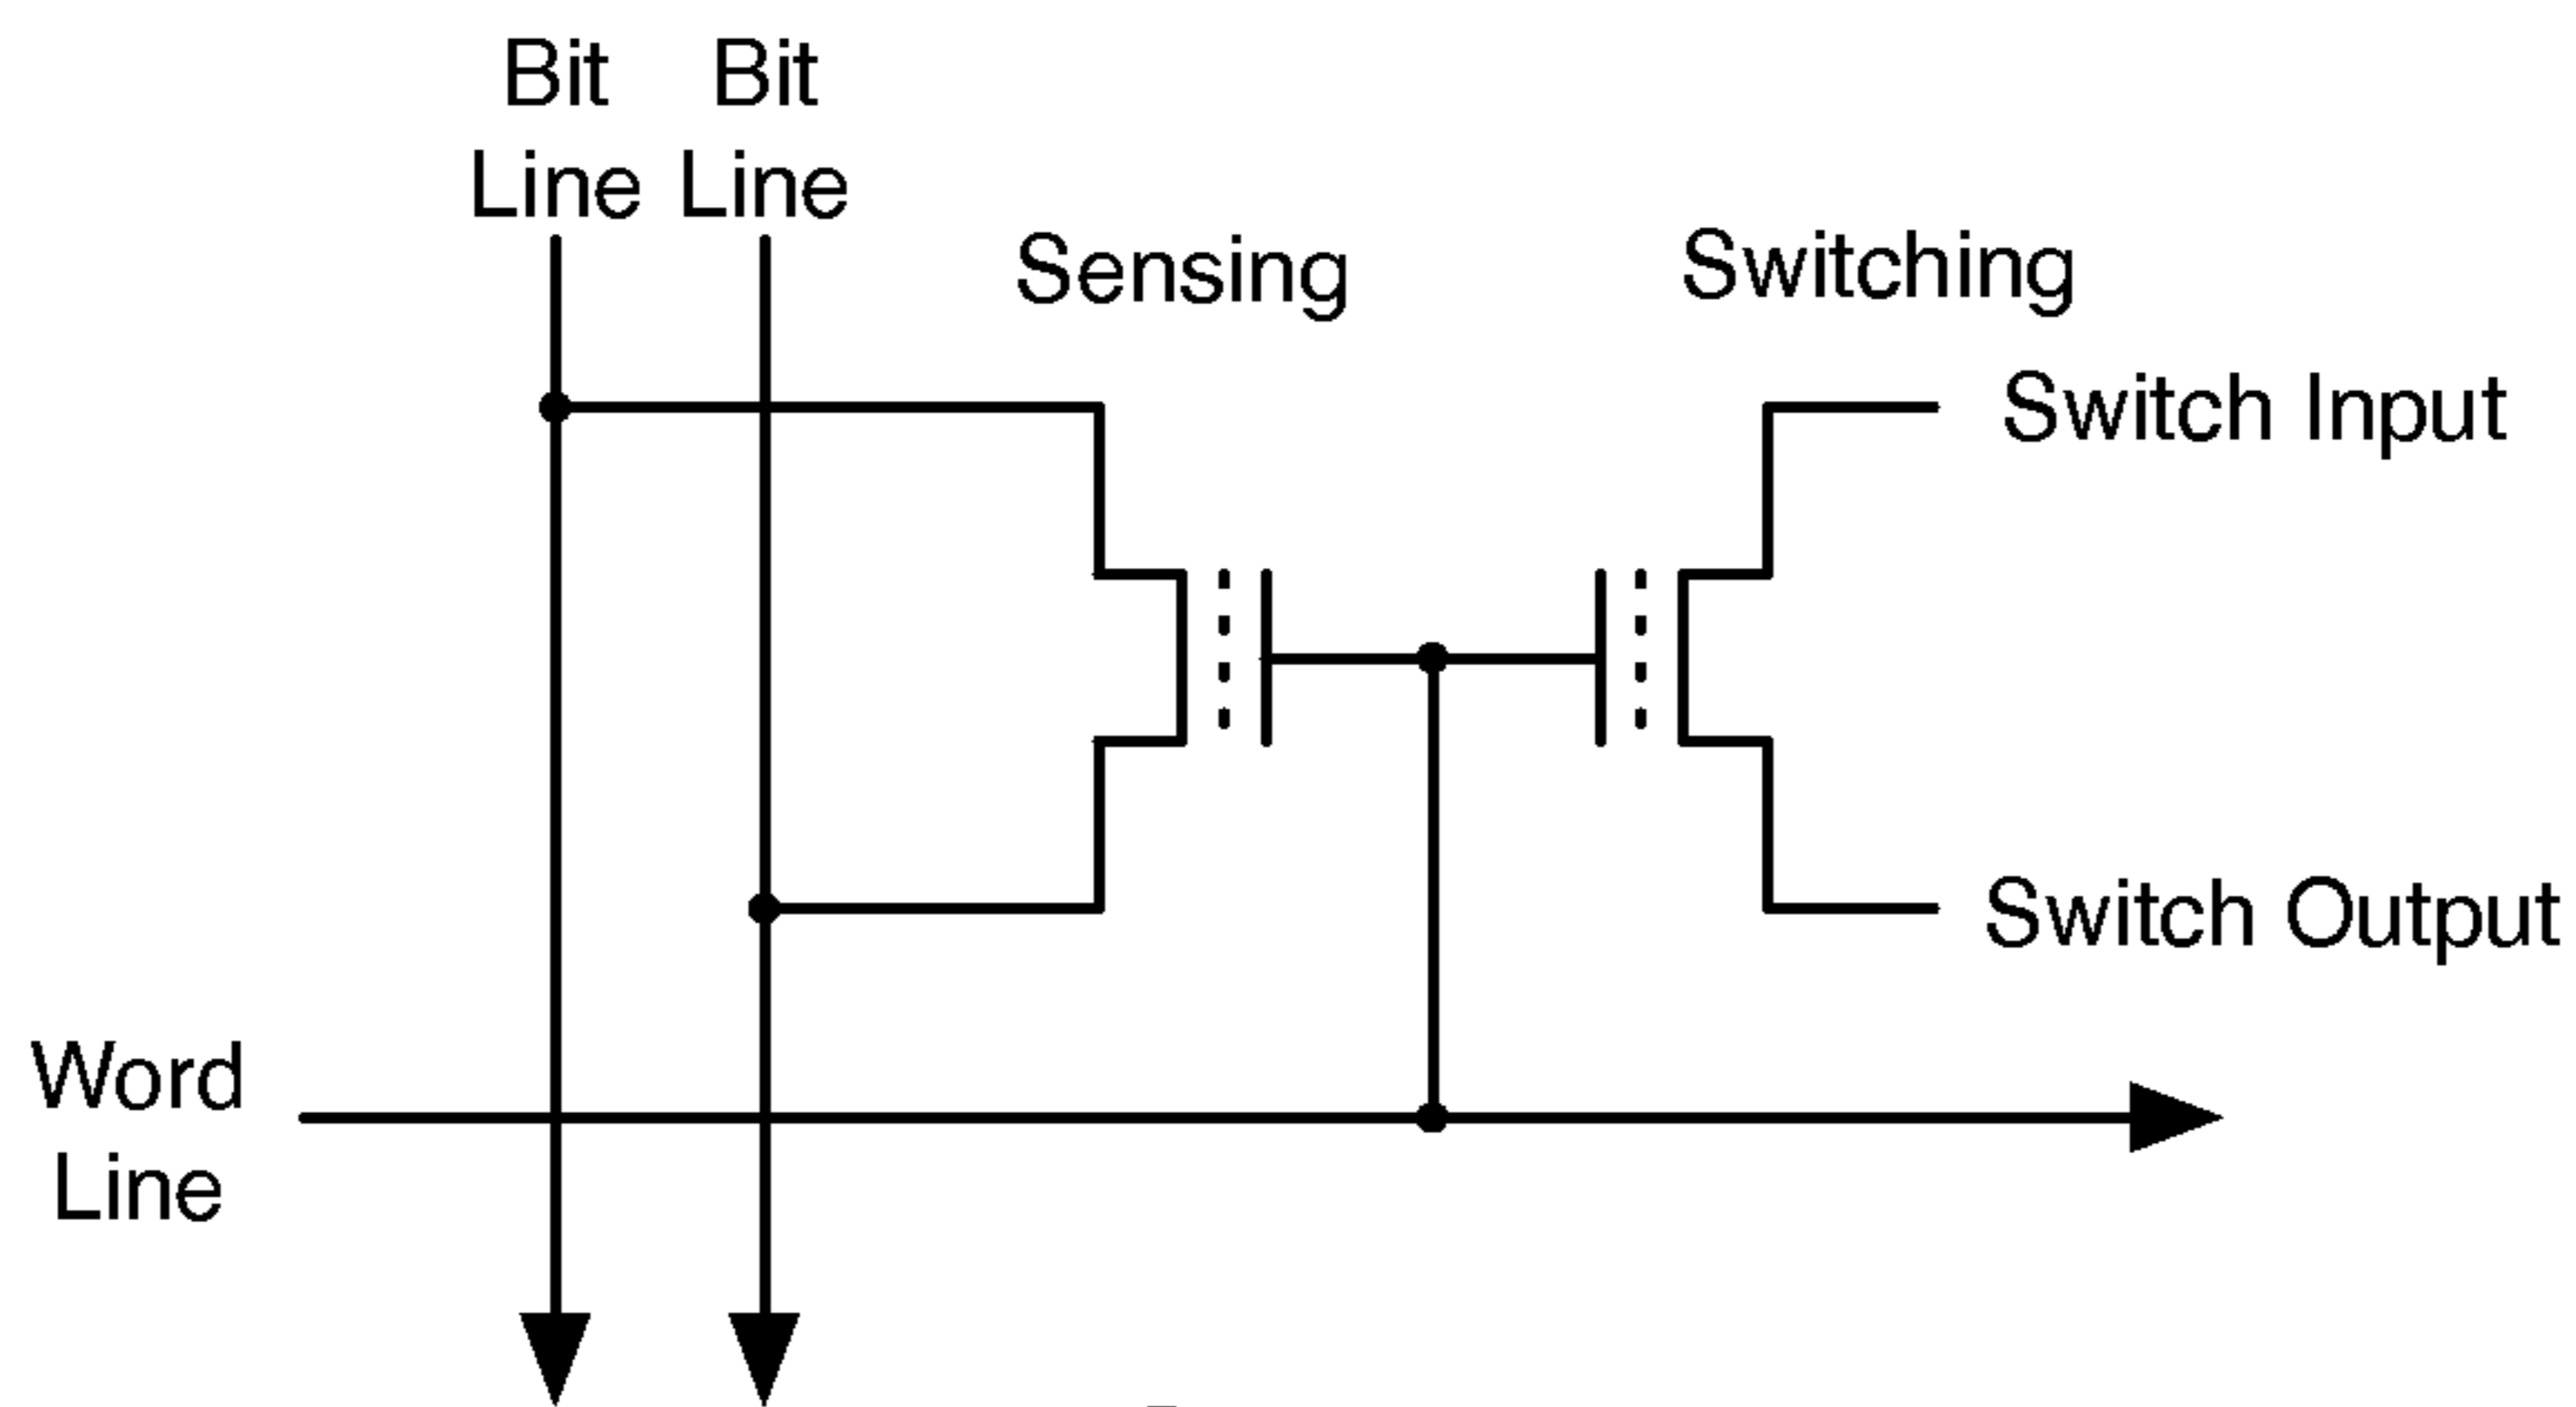 Bit Bit
Line Line
Sensing
Switching
Switch Input
Switch Output
Word
Line